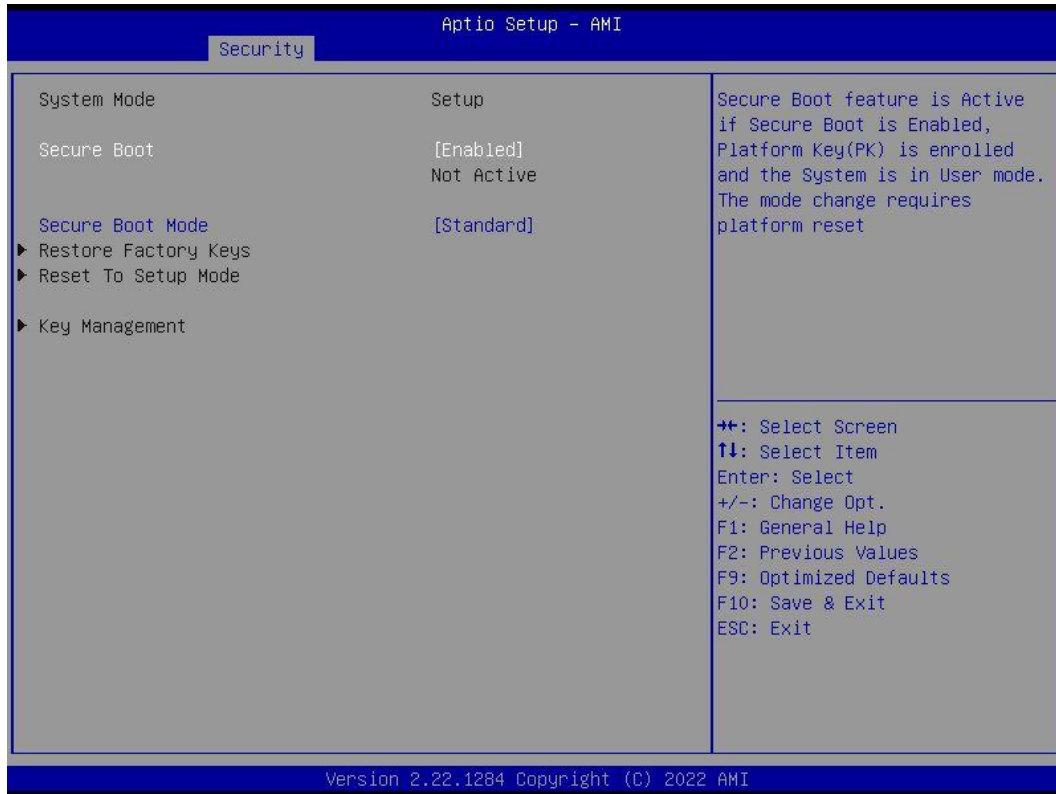 Aptio Setup - AMI
Security
System Mode Setup
Secure Boot [Enabled]
Not Active
Secure Boot Mode [Standard]
Restore Factory Keys
Reset To Setup Mode
Key Management
Secure Boot feature is Active
if Secure Boot is Enabled,
Platform Key(PK) is enrolled
and the System is in User mode.
The mode change requires
platform reset
→←: Select Screen
↑↓: Select Item
Enter: Select
+/-: Change Opt.
F1: General Help
F2: Previous Values
F9: Optimized Defaults
F10: Save & Exit
ESC: Exit
Version 2.22.1284 Copyright (C) 2022 AMI